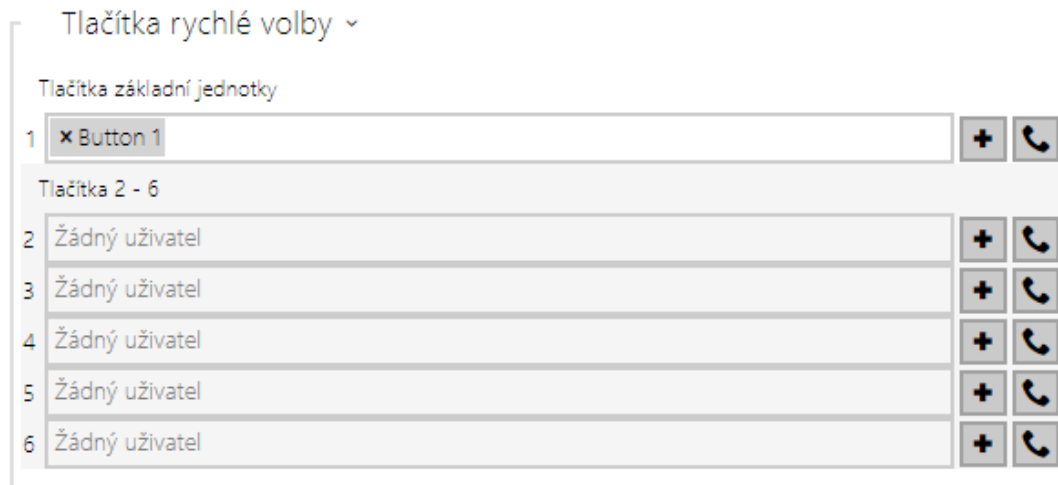 Tlačítka rychlé volby
Tlačítka základní jednotky
1 × Button 1
Tlačítka 2 - 6
2 Žádný uživatel
3 Žádný uživatel
4 Žádný uživatel
5 Žádný uživatel
6 Žádný uživatel